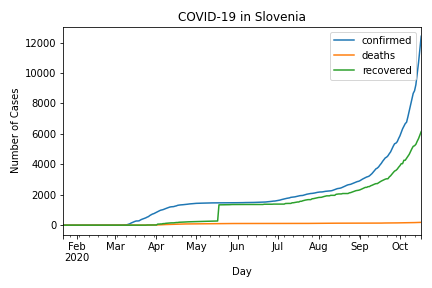 COVID-19 in Slovenia
confirmed
deaths
recovered
Number of Cases
12000
10000
8000
6000
4000
2000
0
Feb Mar Apr May Jun Jul Aug Sep Oct
2020
Day